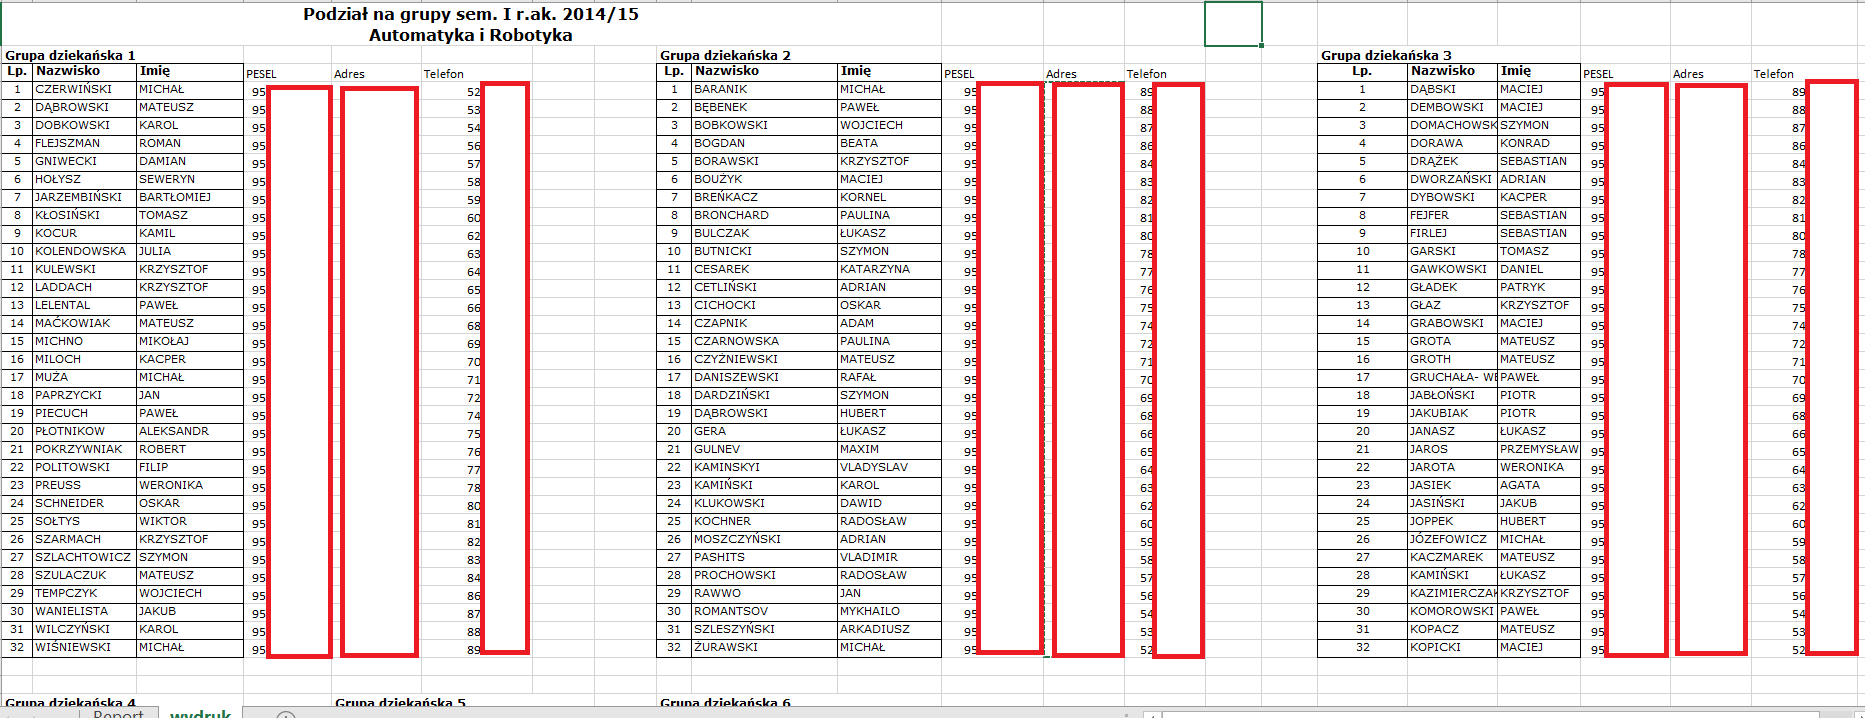 Podział na grupy sem. I r.ak. 2014/15
Automatyka i Robotyka
Grupa dziekańska 1 Grupa dziekańska 2 Grupa dziekańska 3
Lp. Nazwisko Imię PESEL Adres Telefon Lp. Nazwisko Imię PESEL Adres Telefon Lp. Nazwisko Imię PESEL Adres Telefon
1 CZERWIŃSKI MICHAŁ 95 52 1 BARANIK MICHAŁ 95 89 1 DĄBSKI MACIEJ 95 89
2 DĄBROWSKI MATEUSZ 95 53 2 BĘBENEK PAWEŁ 95 88 2 DEMBOWSKI MACIEJ 95 88
3 DOBKOWSKI KAROL 95 54 3 BOBKOWSKI WOJCIECH 95 87 3 DOMACHOWSK SZYMON 95 87
4 FLEJSZMAN ROMAN 95 56 4 BOGDAN BEATA 95 86 4 DORAWA KONRAD 95 86
5 GNIWECKI DAMIAN 95 57 5 BORAWSKI KRZYSZTOF 95 84 5 DRĄŻEK SEBASTIAN 95 84
6 HOŁYSZ SEWERYN 95 58 6 BOUŻYK MACIEJ 95 83 6 DWORZAŃSKI ADRIAN 95 83
7 JARZEMBIŃSKI BARTŁOMIEJ 95 59 7 BREŃKACZ KORNEL 95 82 7 DYBOWSKI KACPER 95 82
8 KŁOSIŃSKI TOMASZ 95 60 8 BRONCHARD PAULINA 95 81 8 FEJFER SEBASTIAN 95 81
9 KOCUR KAMIL 95 62 9 BULCZAK ŁUKASZ 95 80 9 FIRLEJ SEBASTIAN 95 80
10 KOLENDOWSKA JULIA 95 63 10 BUTNICKI SZYMON 95 78 10 GARSKI TOMASZ 95 78
11 KULEWSKI KRZYSZTOF 95 64 11 CESAREK KATARZYNA 95 77 11 GAWKOWSKI DANIEL 95 77
12 LADDACH KRZYSZTOF 95 65 12 CETLIŃSKI ADRIAN 95 76 12 GŁADEK PATRYK 95 76
13 LELENTAL PAWEŁ 95 66 13 CICHOCKI OSKAR 95 75 13 GŁAZ KRZYSZTOF 95 75
14 MAĆKOWIAK MATEUSZ 95 68 14 CZAPNIK ADAM 95 74 14 GRABOWSKI MACIEJ 95 74
15 MICHNO MIKOŁAJ 95 69 15 CZARNOWSKA PAULINA 95 72 15 GROTA MATEUSZ 95 72
16 MILOCH KACPER 95 70 16 CZYŻNIEWSKI MATEUSZ 95 71 16 GROTH MATEUSZ 95 71
17 MUŻA MICHAŁ 95 71 17 DANISZEWSKI RAFAŁ 95 70 17 GRUCHAŁA- WE PAWEŁ 95 70
18 PAPRZYCKI JAN 95 72 18 DARDZIŃSKI SZYMON 95 69 18 JABŁOŃSKI PIOTR 95 69
19 PIECUCH PAWEŁ 95 74 19 DĄBROWSKI HUBERT 95 68 19 JAKUBIAK PIOTR 95 68
20 PŁOTNIKOW ALEKSANDR 95 75 20 GERA ŁUKASZ 95 66 20 JANASZ ŁUKASZ 95 66
21 POKRZYWNIAK ROBERT 95 76 21 GULNEV MAXIM 95 65 21 JAROS PRZEMYSŁAW 95 65
22 POLITOWSKI FILIP 95 77 22 KAMINSKYI VLADYSLAV 95 64 22 JAROTA WERONIKA 95 64
23 PREUSS WERONIKA 95 78 23 KAMIŃSKI KAROL 95 63 23 JASIEK AGATA 95 63
24 SCHNEIDER OSKAR 95 80 24 KLUKOWSKI DAWID 95 62 24 JASIŃSKI JAKUB 95 62
25 SOŁTYS WIKTOR 95 81 25 KOCHNER RADOSŁAW 95 60 25 JOPPEK HUBERT 95 60
26 SZARMACH KRZYSZTOF 95 82 26 MOSZCZYŃSKI ADRIAN 95 59 26 JÓZEFOWICZ MICHAŁ 95 59
27 SZLACHTOWICZ SZYMON 95 83 27 PASHITS VLADIMIR 95 58 27 KACZMAREK MATEUSZ 95 58
28 SZULACZUK MATEUSZ 95 84 28 PROCHOWSKI RADOSŁAW 95 57 28 KAMIŃSKI ŁUKASZ 95 57
29 TEMPCZYK WOJCIECH 95 86 29 RAWWO JAN 95 56 29 KAZIMIERCZAK KRZYSZTOF 95 56
30 WANIELISTA JAKUB 95 87 30 ROMANTSOV MYKHAILO 95 54 30 KOMOROWSKI PAWEŁ 95 54
31 WILCZYŃSKI KAROL 95 88 31 SZLESZYŃSKI ARKADIUSZ 95 53 31 KOPACZ MATEUSZ 95 53
32 WIŚNIEWSKI MICHAŁ 95 89 32 ŻURAWSKI MICHAŁ 95 52 32 KOPICKI MACIEJ 95 52
Grupa dziekańska 4 Grupa dziekańska 5 Grupa dziekańska 6
Report wydruk